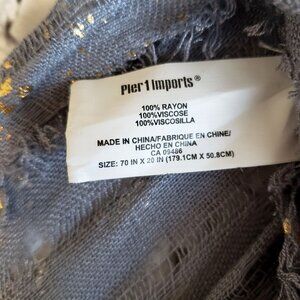 Pier 1 imports®
100% RAYON
100%VISCOSE
100%VISCOSILLA
MADE IN CHINA/FABRIQUE EN CHINE/
HECHO EN CHINA
CA 09486
SIZE: 70 IN X 20 IN (179.1CM X 50.8CM)